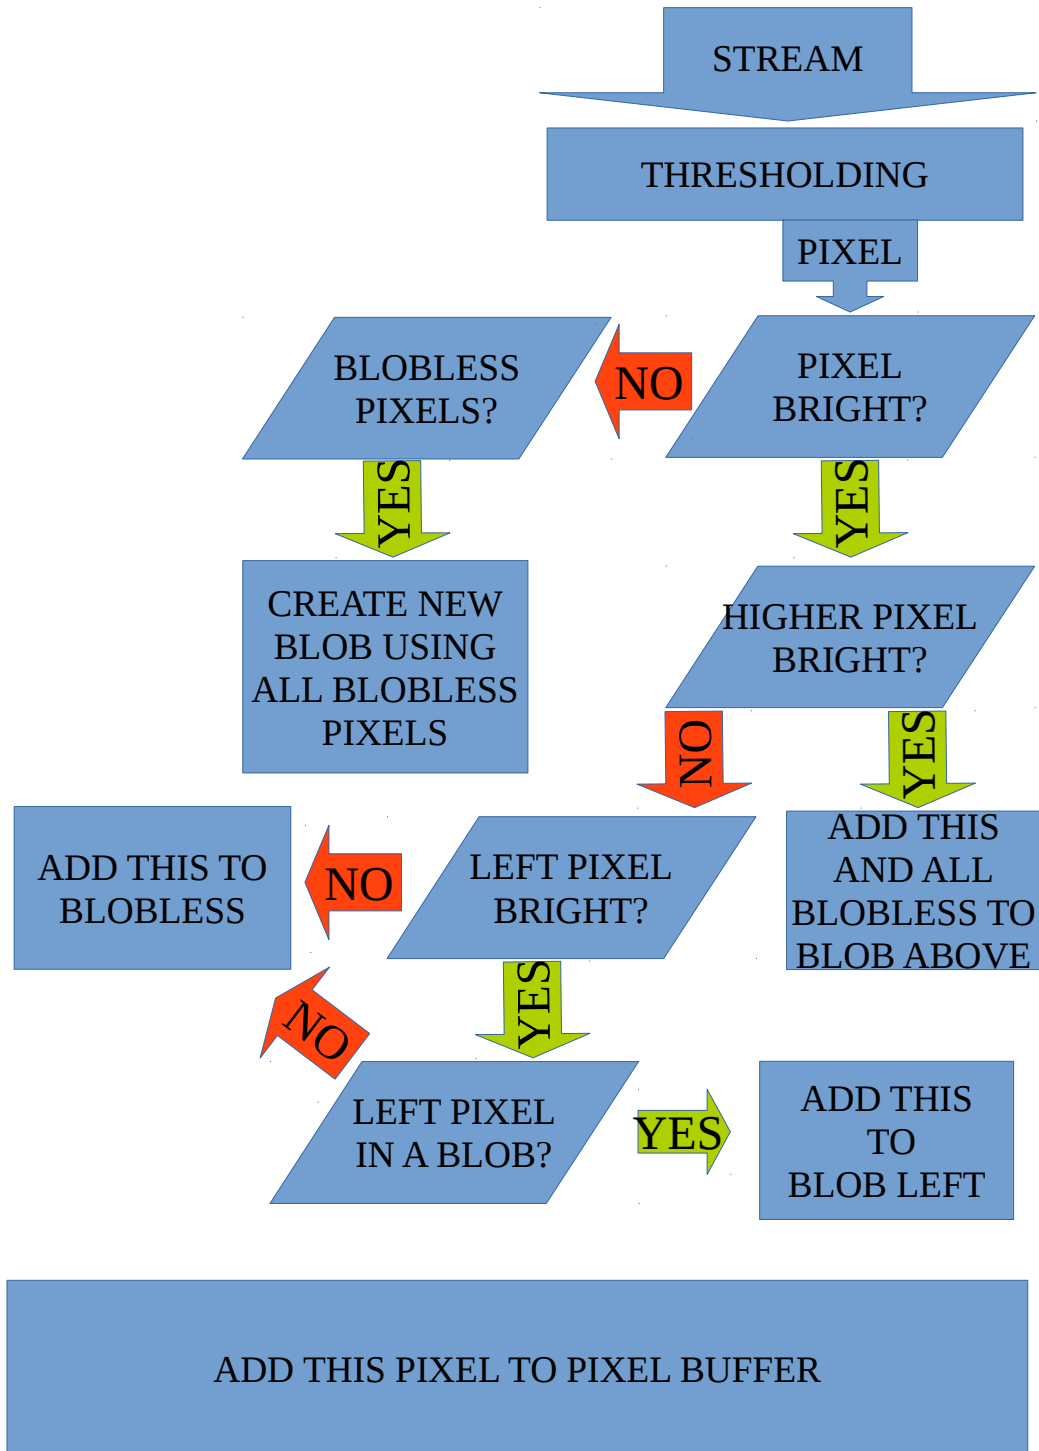 STREAM
THRESHOLDING
PIXEL
BLOBLESS
PIXELS?
NO
PIXEL
BRIGHT?
YES
YES
CREATE NEW
BLOB USING
ALL BLOBLESS
PIXELS
HIGHER PIXEL
BRIGHT?
NO
YES
ADD THIS TO
BLOBLESS
NO
LEFT PIXEL
BRIGHT?
ADD THIS
AND ALL
BLOBLESS TO
BLOB ABOVE
NO
YES
LEFT PIXEL
IN A BLOB?
YES
ADD THIS
TO
BLOB LEFT
ADD THIS PIXEL TO PIXEL BUFFER